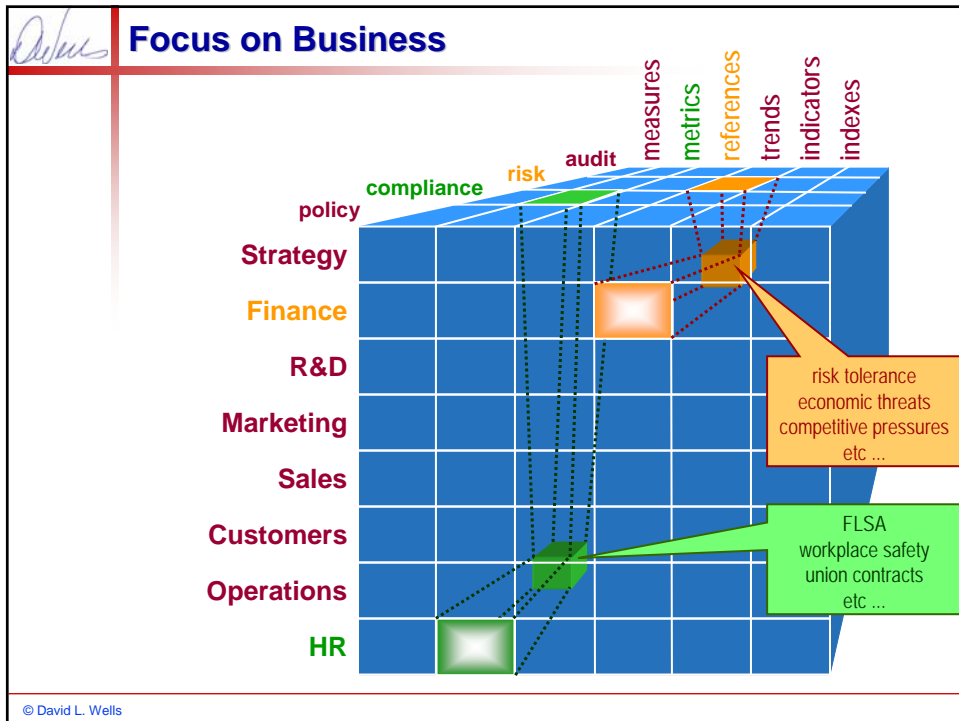 Focus on Business
measures
metrics
references
trends
indicators
indexes
audit
risk
compliance
policy
Strategy
Finance
R&D
Marketing
Sales
Customers
Operations
HR
risk tolerance
economic threats
competitive pressures
etc ...
FLSA
workplace safety
union contracts
etc ...
© David L. Wells